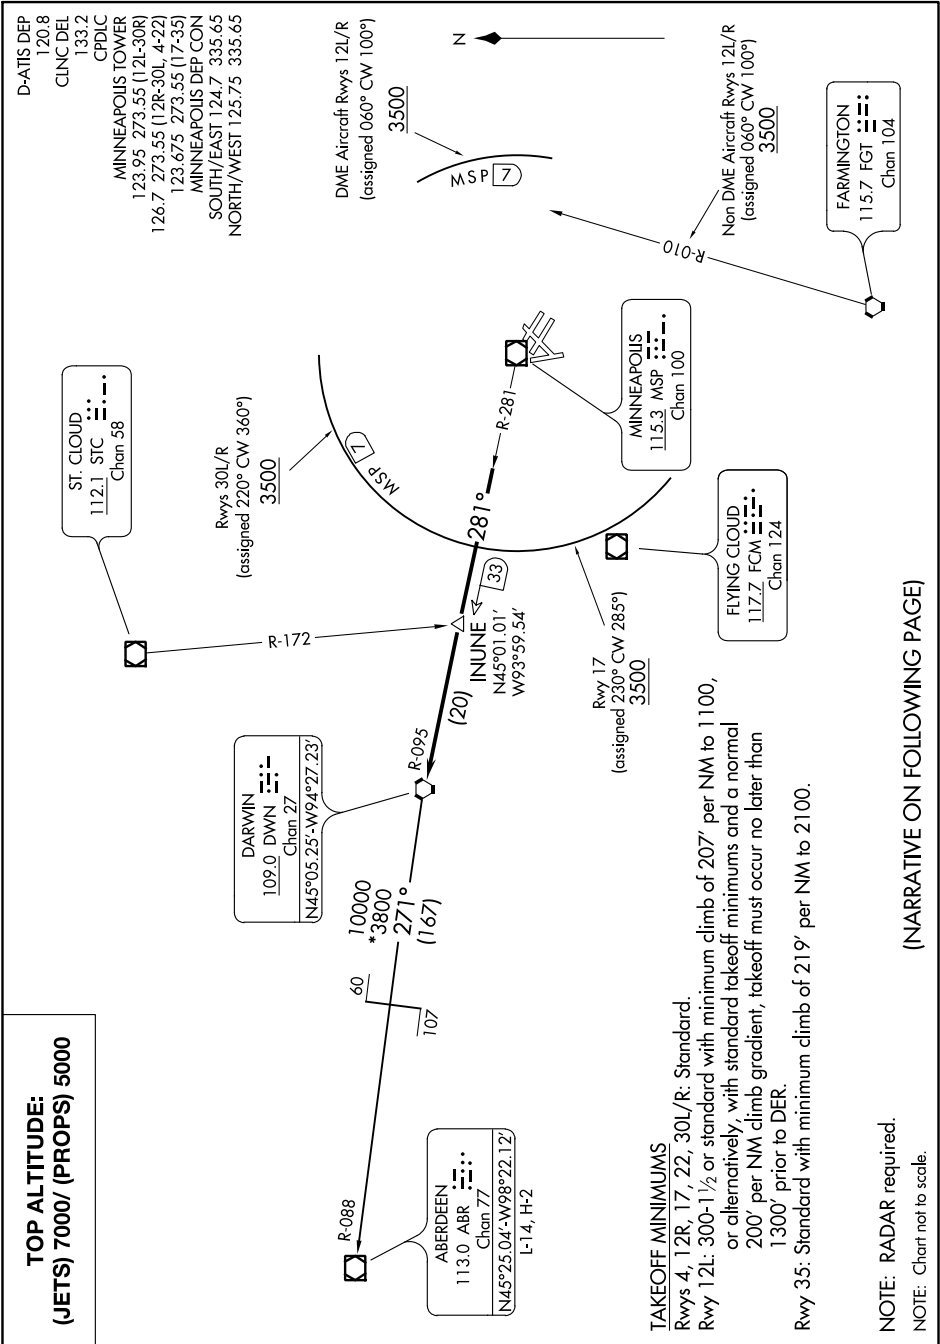 TOP ALTITUDE:
(JETS) 7000/ (PROPS) 5000
D-ATIS DEP
120.8
CLNC DEL
133.2
CPDLC
MINNEAPOLIS TOWER
123.95 273.55 (12L-30R)
126.7 273.55 (12R-30L, 4-22)
123.675 273.55 (17-35)
MINNEAPOLIS DEP CON
SOUTH/EAST 124.7 335.65
NORTH/WEST 125.75 335.65
ST. CLOUD
112.1 STC
Chan 58
R-172
Rwys 30L/R
(assigned 220° CW 360°)
3500
MSP 7
DME Aircraft Rwys 12L/R
(assigned 060° CW 100°)
3500
MSP 7
N
DARWIN
109.0 DWN
Chan 27
N45°05.25'-W94°27.23'
R-095
(20)
INUNE
N45°01.01'
W93°59.54'
33
281°
R-281
MINNEAPOLIS
115.3 MSP
Chan 100
10000
*3800
271°
(167)
60
107
R-088
ABERDEEN
113.0 ABR
Chan 77
N45°25.04'-W98°22.12'
L-14, H-2
Rwy 17
(assigned 230° CW 285°)
3500
FLYING CLOUD
117.7 FCM
Chan 124
R-010
Non DME Aircraft Rwys 12L/R
(assigned 060° CW 100°)
3500
FARMINGTON
115.7 FGT
Chan 104
TAKEOFF MINIMUMS
Rwys 4, 12R, 17, 22, 30L/R: Standard.
Rwy 12L: 300-1½ or standard with minimum climb of 207' per NM to 1100,
or alternatively, with standard takeoff minimums and a normal
200' per NM climb gradient, takeoff must occur no later than
1300' prior to DER.
Rwy 35: Standard with minimum climb of 219' per NM to 2100.
NOTE: RADAR required.
NOTE: Chart not to scale.
(NARRATIVE ON FOLLOWING PAGE)